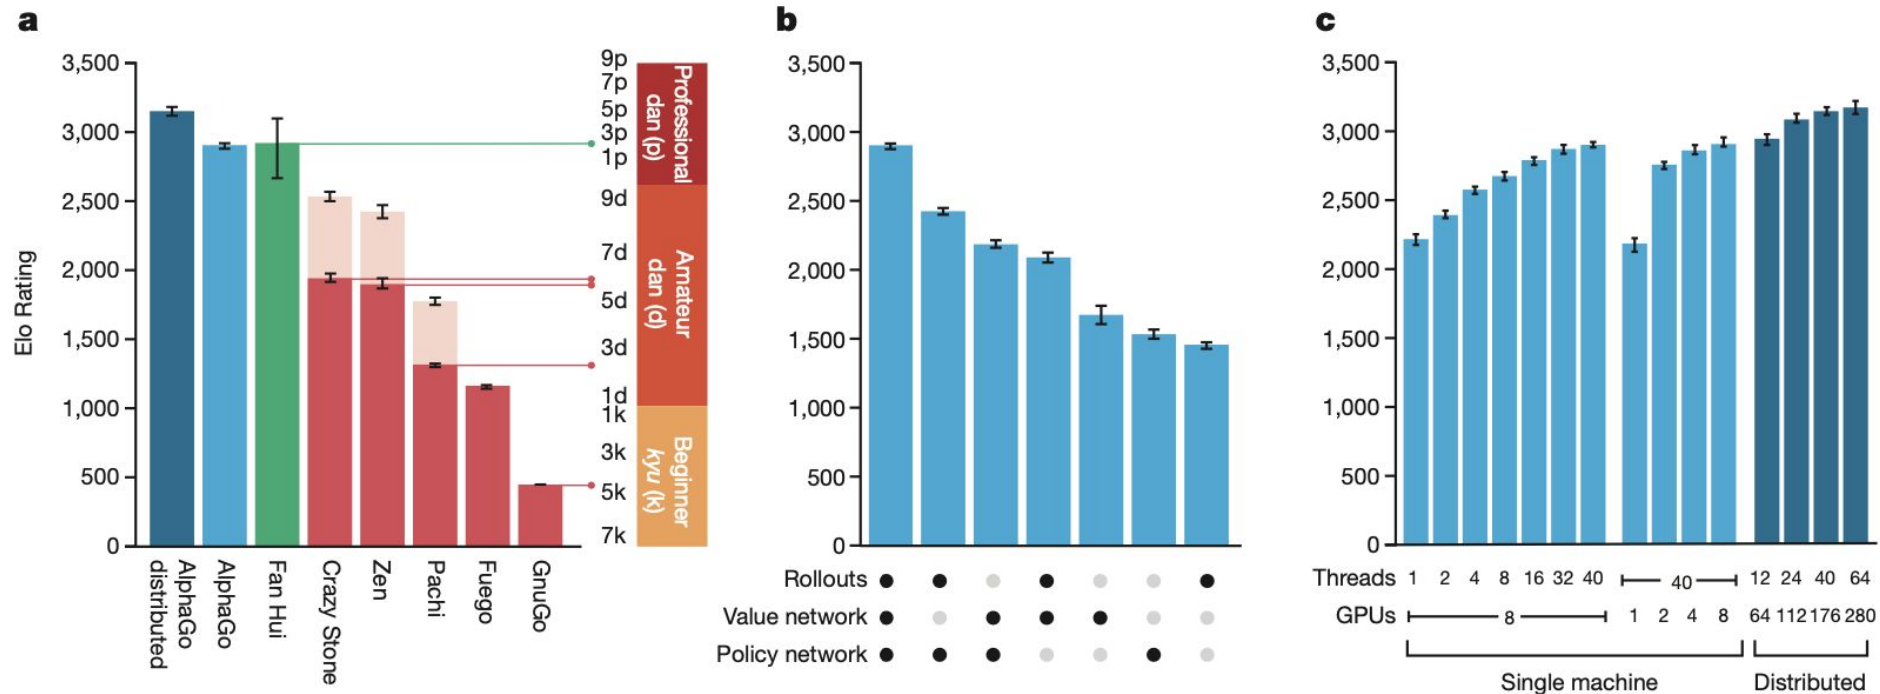 a
Elo Rating
3,500
3,000
2,500
2,000
1,500
1,000
500
0
AlphaGo
distributed
AlphaGo
Fan Hui
Crazy Stone
Zen
Pachi
Fuego
GnuGo
9p
7p
5p
3p
1p
9d
7d
5d
3d
1d
1k
3k
5k
7k
Professional
dan (p)
Amateur
dan (d)
Beginner
kyu (k)
b
3,500
3,000
2,500
2,000
1,500
1,000
500
0
Rollouts
Value network
Policy network
c
3,500
3,000
2,500
2,000
1,500
1,000
500
0
Threads 1 2 4 8 16 32 40 40 12 24 40 64
GPUs 8 1 2 4 8 64 112 176 280
Single machine Distributed